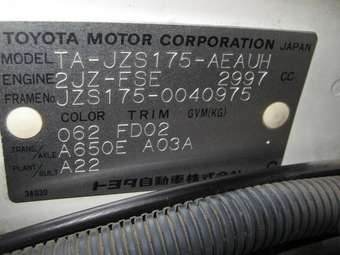 TOYOTA MOTOR CORPORATION JAPAN
MODEL TA-JZS175-AEAUH
ENGINE 2JZ-FSE 2997 CC
FRAME No. JZS175-0040975
COLOR TRIM GVM(KG)
062 FD02
TRANS./AXLE A650E A03A
PLANT/BUILT A22
トヨタ自動車株式会社